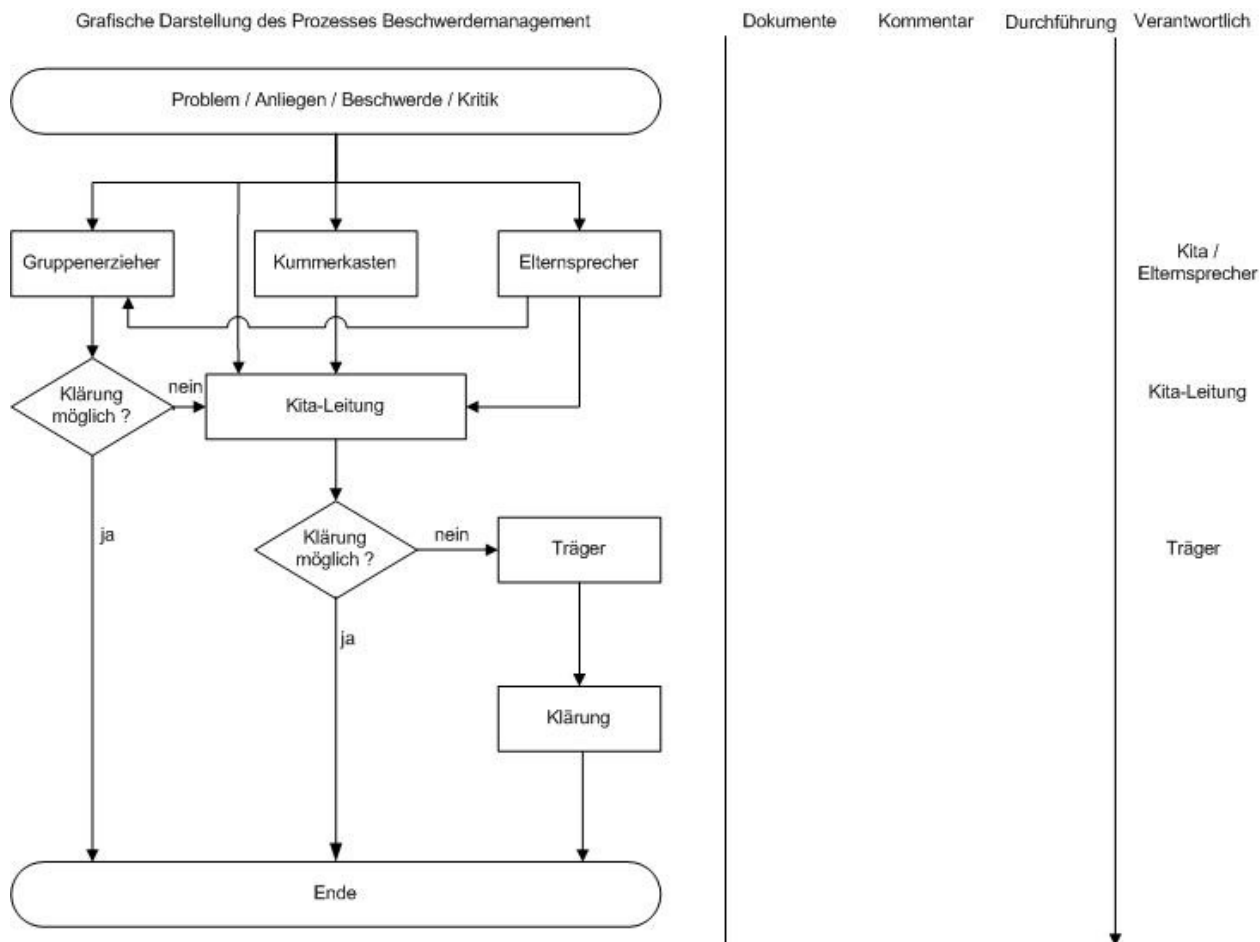 Grafische Darstellung des Prozesses Beschwerdemanagement
Dokumente
Kommentar
Durchführung
Verantwortlich
Problem / Anliegen / Beschwerde / Kritik
Gruppenerzieher
Kummerkasten
Elternsprecher
Kita /
Elternsprecher
Klärung
möglich ?
nein
Kita-Leitung
Kita-Leitung
ja
Klärung
möglich ?
nein
Träger
Träger
ja
Klärung
Ende